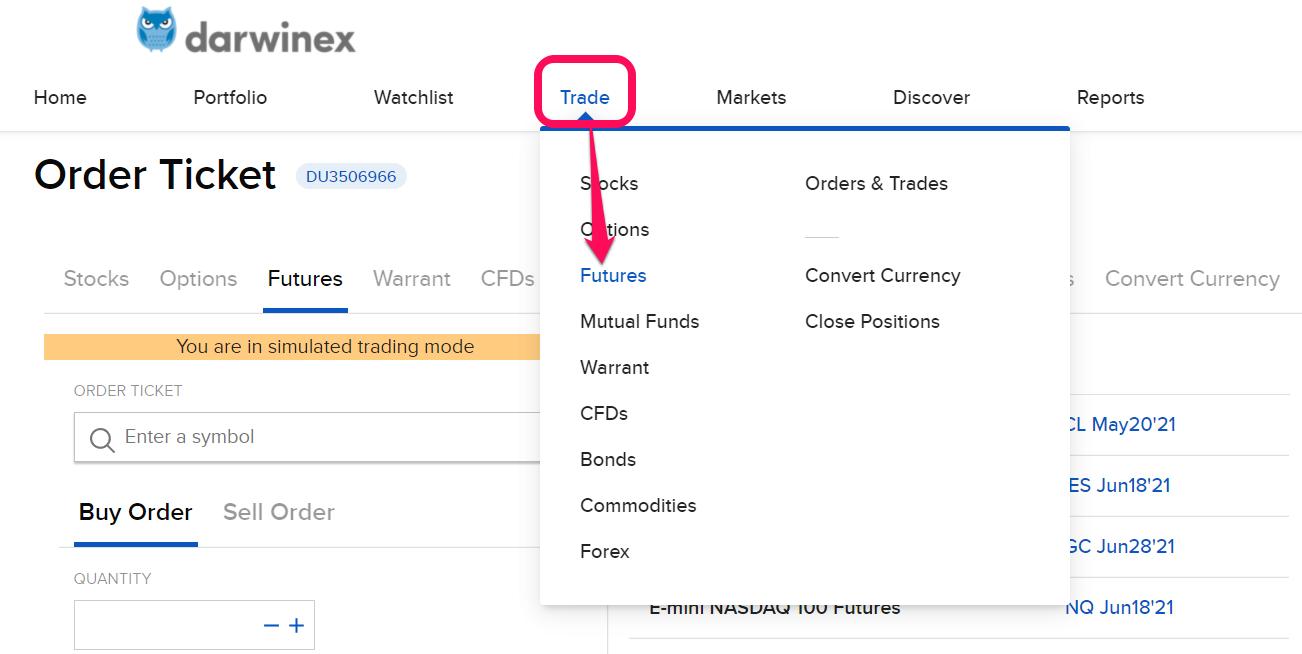 darwinex
Home Portfolio Watchlist Trade Markets Discover Reports
Order Ticket DU3506966
Stocks Orders & Trades
Options
Futures Convert Currency
Mutual Funds Close Positions
Warrant
CFDs
Bonds
Commodities
Forex
Stocks Options Futures Warrant CFDs Convert Currency
You are in simulated trading mode
ORDER TICKET
Enter a symbol
Buy Order Sell Order
QUANTITY
CL May20'21
ES Jun18'21
GC Jun28'21
E-mini NASDAQ 100 Futures NQ Jun18'21